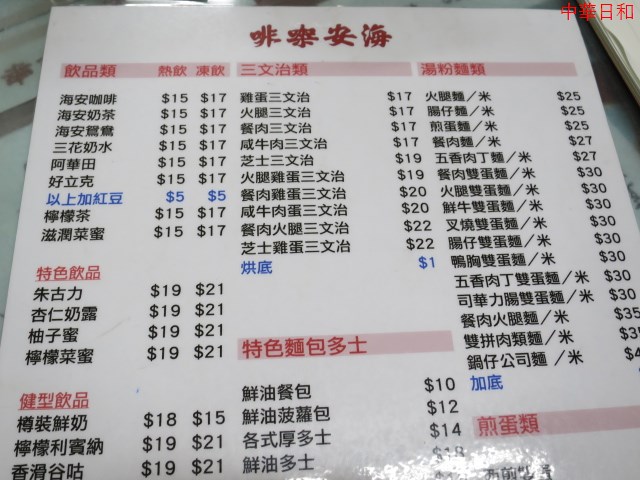 中華日和
啡㗎安海
飲品類 熱飲 凍飲
海安咖啡 $15 $17
海安奶茶 $15 $17
海安鴛鴦 $15 $17
三花奶水 $15 $17
阿華田 $15 $17
好立克 $15 $17
以上加紅豆 $5 $5
檸檬茶 $15 $17
滋潤菜蜜 $15 $17
特色飲品
朱古力 $19 $21
杏仁奶露 $19 $21
柚子蜜 $19 $21
檸檬菜蜜 $19 $21
健型飲品
樽裝鮮奶 $18 $15
檸檬利賓納 $19 $21
香滑谷咕 $19 $21
三文治類
雞蛋三文治 $17
火腿三文治 $17
餐肉三文治 $17
咸牛肉三文治 $17
芝士三文治 $19
火腿雞蛋三文治 $19
餐肉雞蛋三文治 $20
咸牛肉蛋三文治 $20
餐肉火腿三文治 $22
芝士雞蛋三文冶 $22
烘底 $1
特色麵包多士
鮮油餐包 $10
鮮油菠蘿包 $12
各式厚多士 $14
鮮油多士
湯粉麵類
火腿麵／米 $25
腸仔麵／米 $25
煎蛋麵／米 $25
餐肉麵／米 $27
五香肉丁麵／米 $27
餐肉雙蛋麵／米 $30
火腿雙蛋麵／米 $30
鮮牛雙蛋麵／米 $30
叉燒雙蛋麵／米 $30
腸仔雙蛋麵／米 $30
鴨胸雙蛋麵／米 $30
五香肉丁雙蛋麵／米 $30
司華力腸雙蛋麵／米 $30
餐肉火腿雙蛋麵／米 $35
雙拼肉類麵／米 $35
鍋仔公司麵／米
加底
煎蛋類